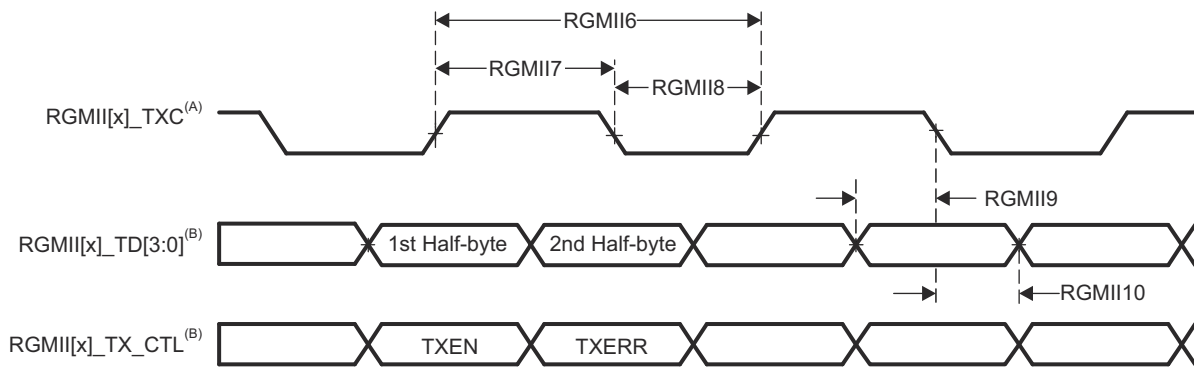 RGMII6
RGMII7
RGMII8
RGMII[x]_TXC(A)
RGMII9
RGMII[x]_TD[3:0](B)
1st Half-byte
2nd Half-byte
RGMII10
RGMII[x]_TX_CTL(B)
TXEN
TXERR